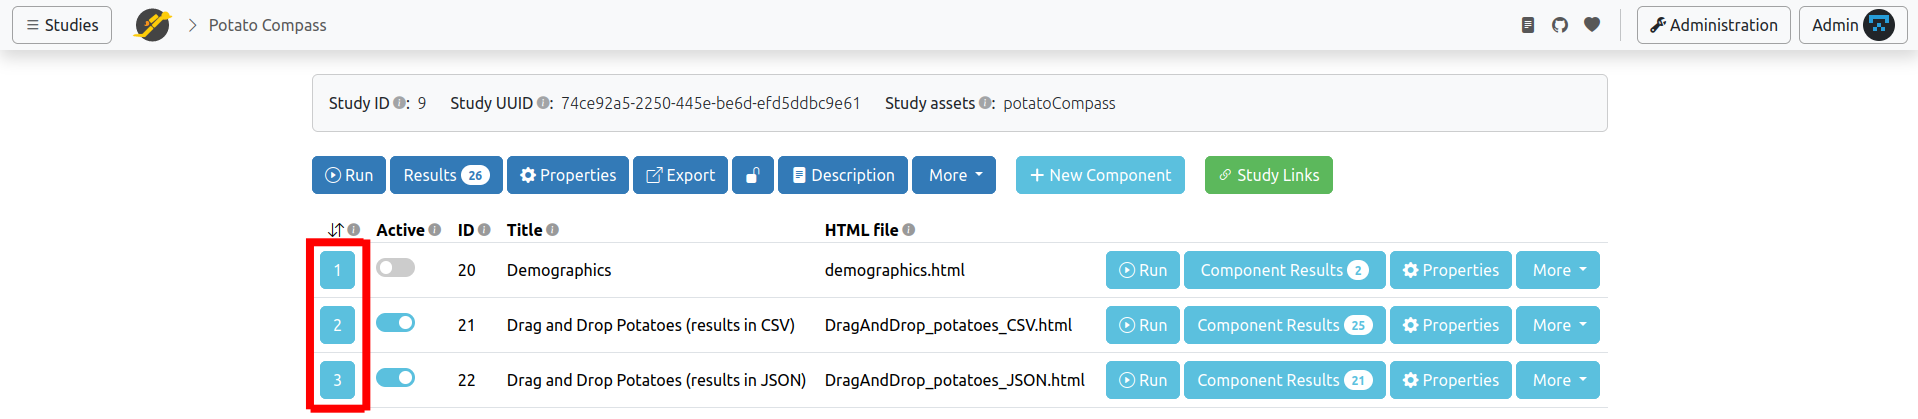 Studies Potato Compass Administration Admin
Study ID : 9 Study UUID : 74ce92a5-2250-445e-be6d-efd5ddbc9e61 Study assets : potatoCompass
Run Results 26 Properties Export Description More + New Component Study Links
Active ID Title HTML file
1 20 Demographics demographics.html Run Component Results 2 Properties More
2 21 Drag and Drop Potatoes (results in CSV) DragAndDrop_potatoes_CSV.html Run Component Results 25 Properties More
3 22 Drag and Drop Potatoes (results in JSON) DragAndDrop_potatoes_JSON.html Run Component Results 21 Properties More